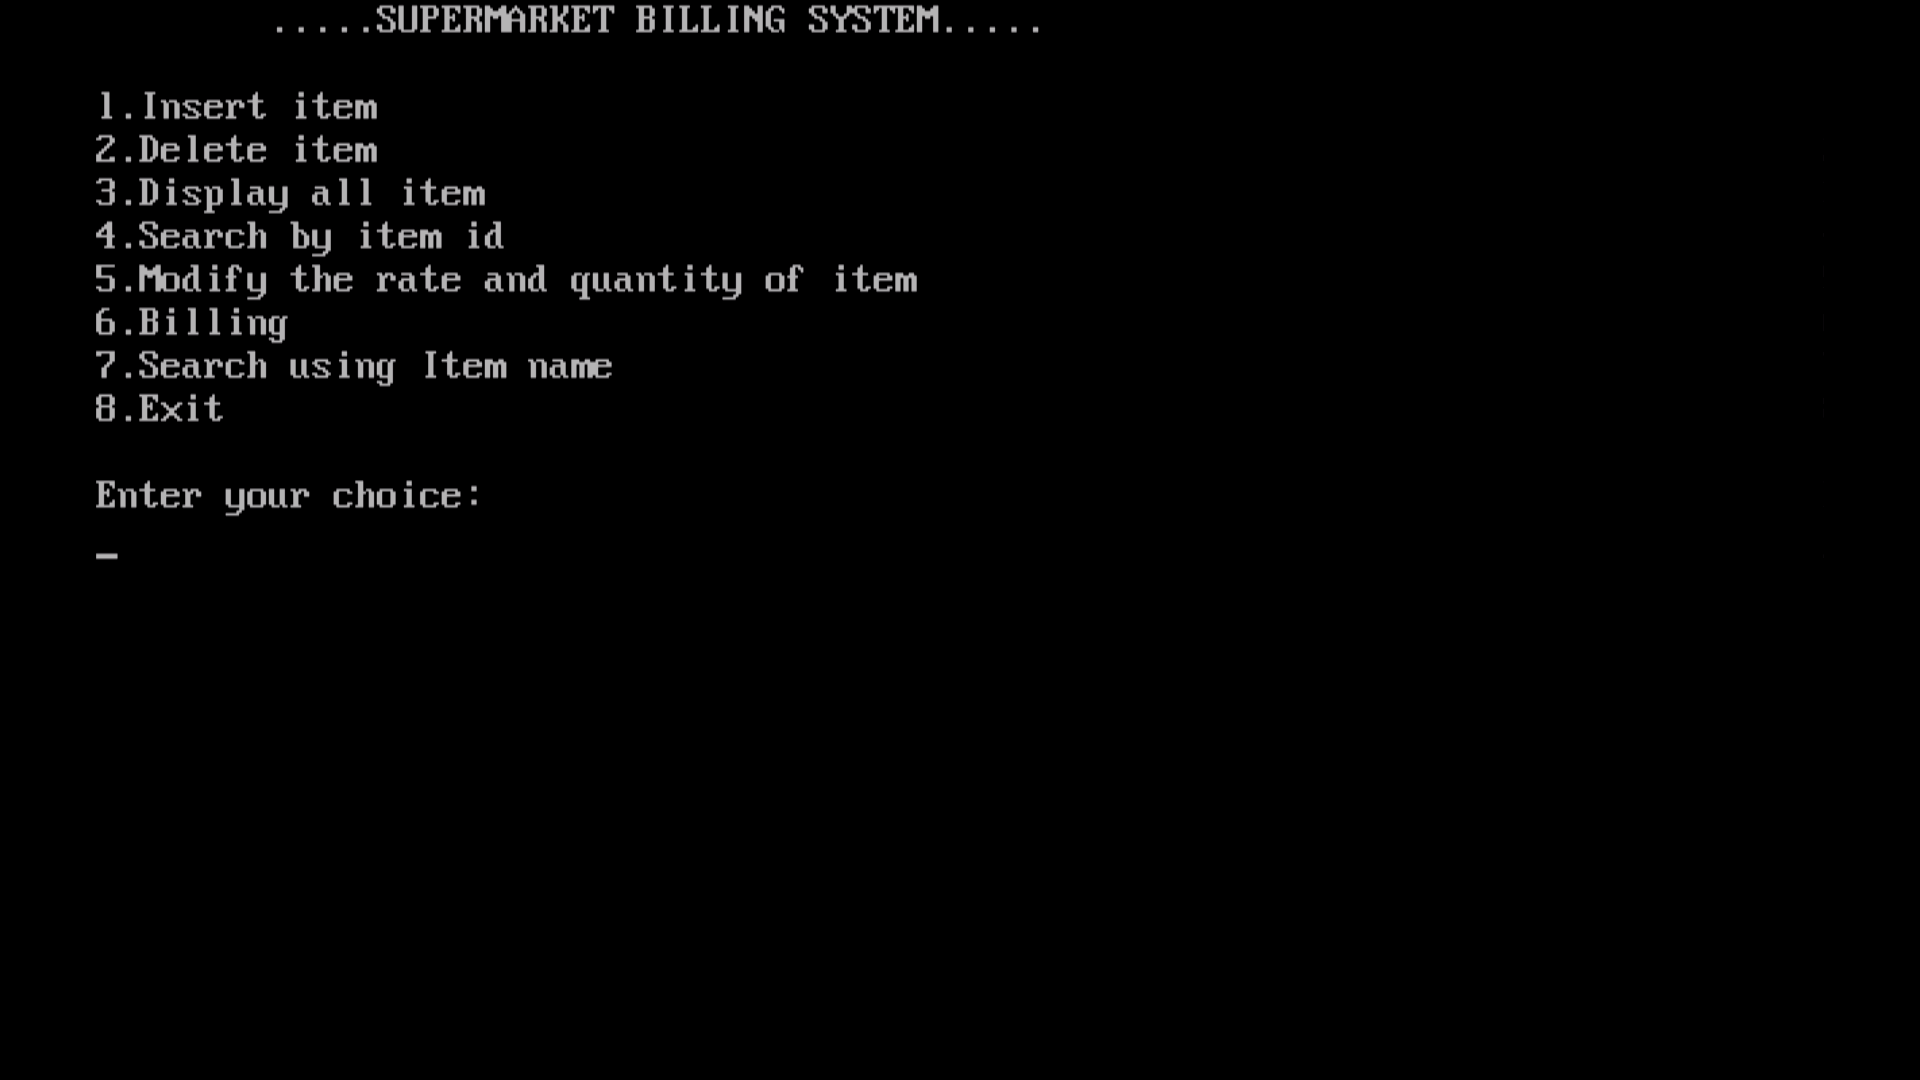 .....SUPERMARKET BILLING SYSTEM.....
1.Insert item
2.Delete item
3.Display all item
4.Search by item id
5.Modify the rate and quantity of item
6.Billing
7.Search using Item name
8.Exit
Enter your choice:
_